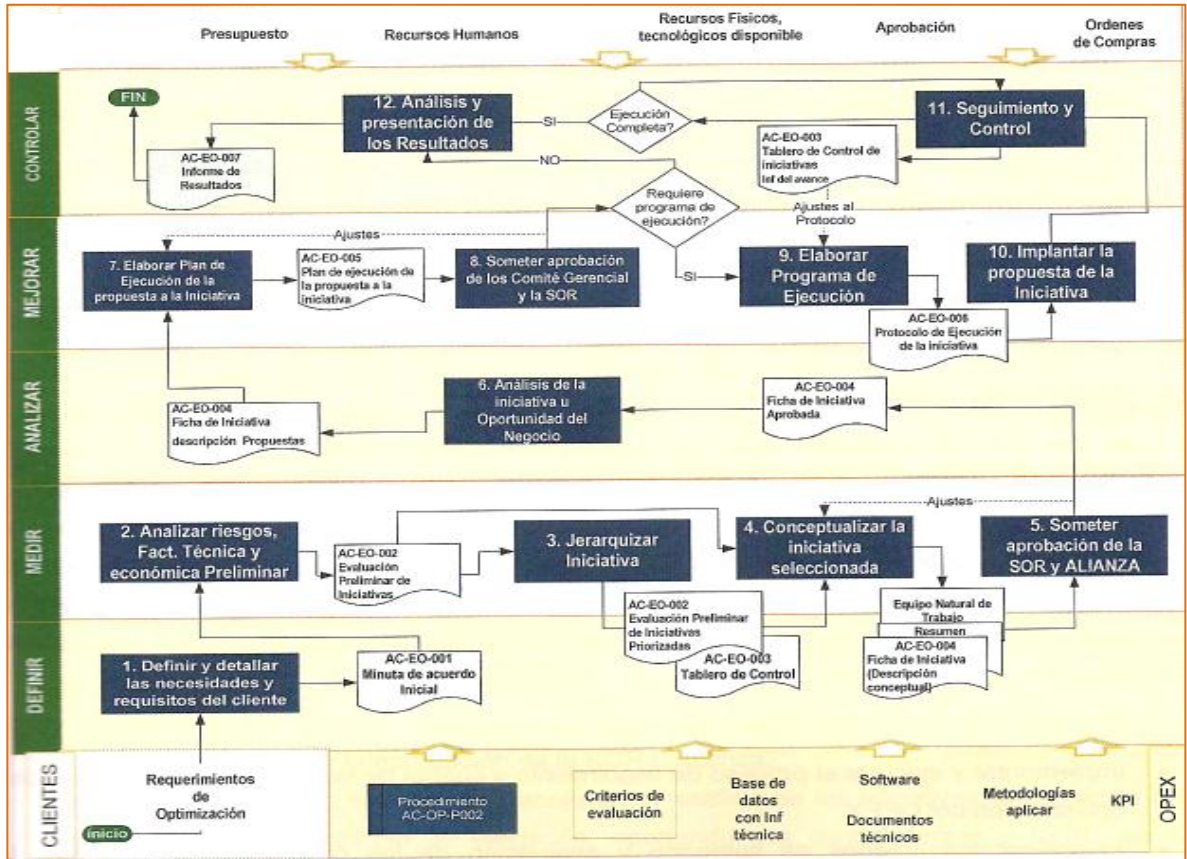 Presupuesto
Recursos Humanos
Recursos Físicos,
tecnológicos disponible
Aprobación
Ordenes
de Compras
CONTROLAR
FIN
12. Análisis y
presentación de
los Resultados
SI
Ejecución
Completa?
11. Seguimiento y
Control
AC-EO-007
Informe de
Resultados
NO
AC-EO-003
Tablero de Control de
iniciativas
Inf del avance
Requiere
programa de
ejecución?
Ajustes al
Protocolo
MEJORAR
Ajustes
7. Elaborar Plan de
Ejecución de la
propuesta a la Iniciativa
AC-EO-005
Plan de ejecución de
la propuesta a la
iniciativa
8. Someter aprobación
de los Comité Gerencial
y la SOR
SI
9. Elaborar
Programa de
Ejecución
10. Implantar la
propuesta de la
Iniciativa
AC-EO-006
Protocolo de Ejecución
de la iniciativa
ANALIZAR
AC-EO-004
Ficha de Iniciativa
descripción Propuestas
6. Análisis de la
iniciativa u
Oportunidad del
Negocio
AC-EO-004
Ficha de Iniciativa
Aprobada
MEDIR
Ajustes
2. Analizar riesgos,
Fact. Técnica y
económica Preliminar
AC-EO-002
Evaluación
Preliminar de
Iniciativas
3. Jerarquizar
Iniciativa
4. Conceptualizar la
iniciativa
seleccionada
5. Someter
aprobación de la
SOR y ALIANZA
AC-EO-002
Evaluación Preliminar
de Iniciativas
Priorizadas
AC-EO-003
Tablero de Control
Equipo Natural de
Trabajo
Resumen
AC-EO-004
Ficha de Iniciativa
(Descripción
conceptual)
DEFINIR
1. Definir y detallar
las necesidades y
requisitos del cliente
AC-EO-001
Minuta de acuerdo
Inicial
CLIENTES
Requerimientos
de
Optimización
inicio
Procedimiento
AC-OP-P002
Criterios de
evaluación
Base de
datos
con Inf
técnica
Software
Documentos
técnicos
Metodologías
aplicar
KPI
OPEX